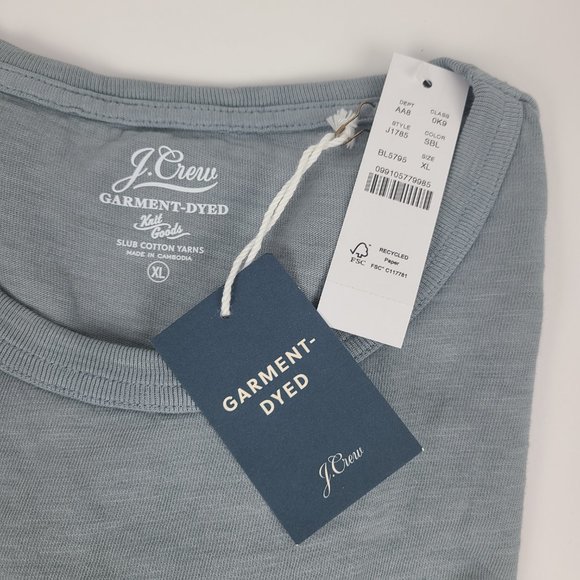 J.Crew
GARMENT-DYED
Knit
Goods
SLUB COTTON YARNS
MADE IN CAMBODIA
XL
DEPT CLASS
AA8 0K9
STYLE COLOR
J1785 SBL
SIZE
BL5795 XL
099105779985
FSC
RECYCLED
Paper
FSC® C117781
GARMENT-
DYED
J.Crew